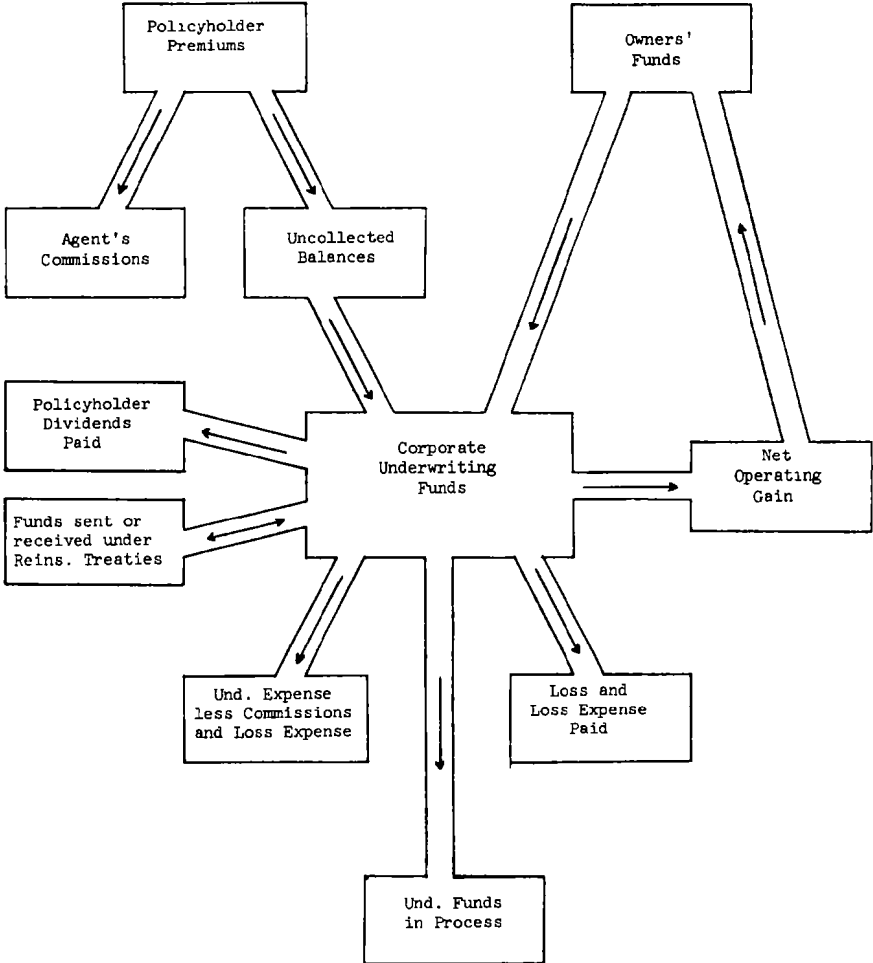 Policyholder
Premiums
Owners'
Funds
Agent's
Commissions
Uncollected
Balances
Policyholder
Dividends
Paid
Corporate
Underwriting
Funds
Net
Operating
Gain
Funds sent or
received under
Reins. Treaties
Und. Expense
less Commissions
and Loss Expense
Loss and
Loss Expense
Paid
Und. Funds
in Process